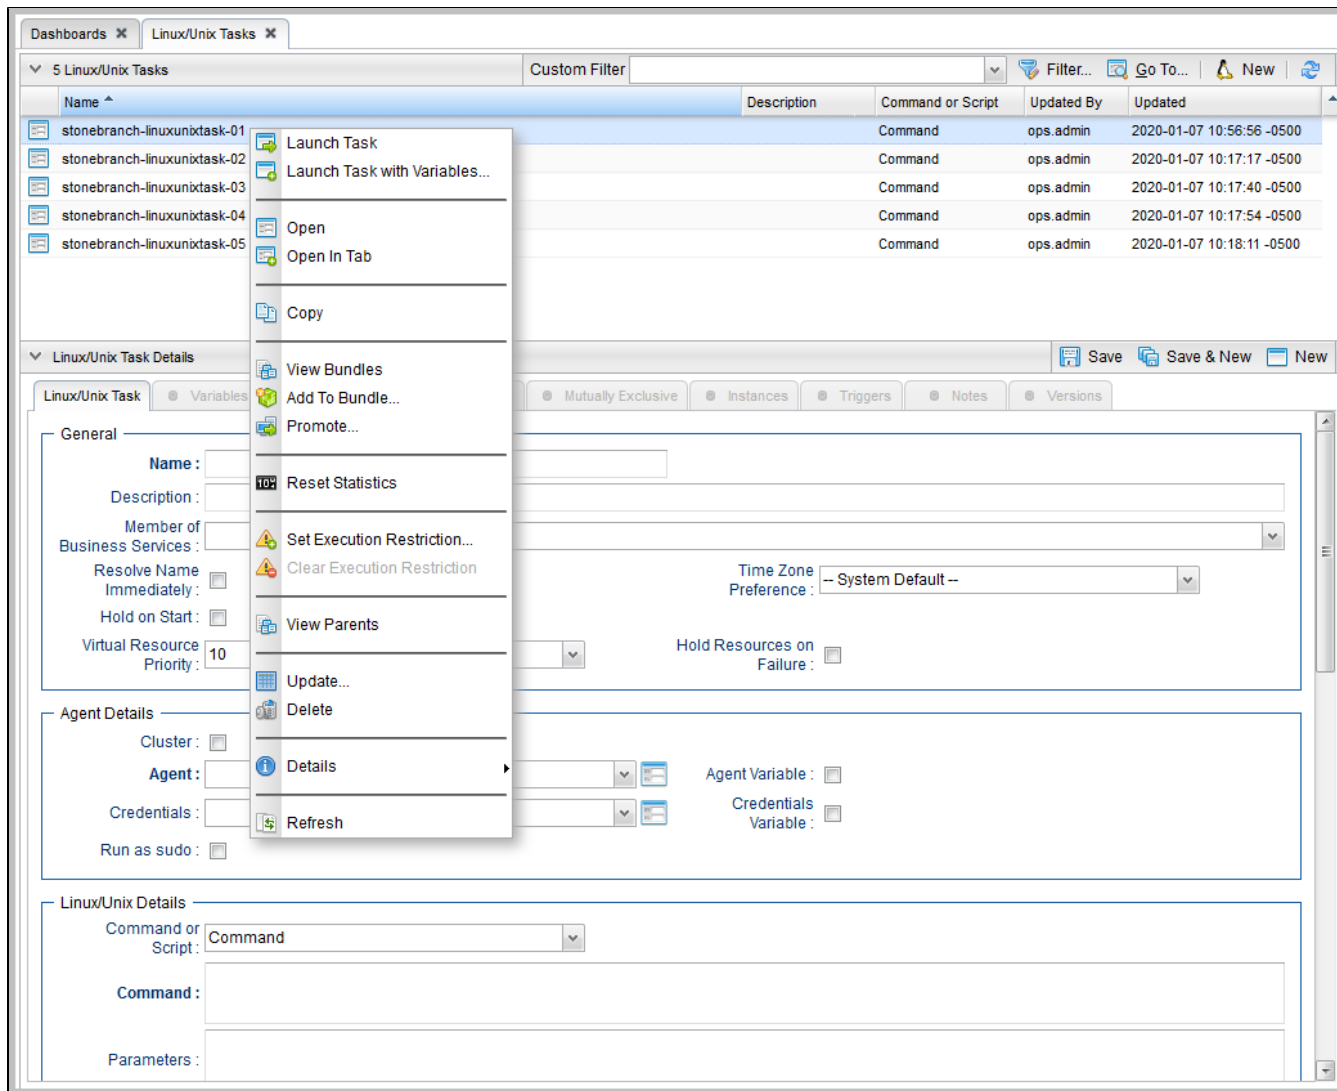 Dashboards Linux/Unix Tasks
5 Linux/Unix Tasks Custom Filter Filter... Go To... New
Name Description Command or Script Updated By Updated
stonebranch-linuxunixtask-01 Command ops.admin 2020-01-07 10:56:56 -0500
stonebranch-linuxunixtask-02 Command ops.admin 2020-01-07 10:17:17 -0500
stonebranch-linuxunixtask-03 Command ops.admin 2020-01-07 10:17:40 -0500
stonebranch-linuxunixtask-04 Command ops.admin 2020-01-07 10:17:54 -0500
stonebranch-linuxunixtask-05 Command ops.admin 2020-01-07 10:18:11 -0500
Launch Task
Launch Task with Variables...
Open
Open In Tab
Copy
View Bundles
Add To Bundle...
Promote...
Reset Statistics
Set Execution Restriction...
Clear Execution Restriction
View Parents
Update...
Delete
Details
Refresh
Linux/Unix Task Details Save Save & New New
Linux/Unix Task Variables Mutually Exclusive Instances Triggers Notes Versions
General
Name :
Description :
Member of
Business Services :
Resolve Name
Immediately :
Time Zone
Preference :
-- System Default --
Hold on Start :
Virtual Resource
Priority :
10
Hold Resources on
Failure :
Agent Details
Cluster :
Agent : Agent Variable :
Credentials :
Credentials
Variable :
Run as sudo :
Linux/Unix Details
Command or
Script :
Command
Command :
Parameters :